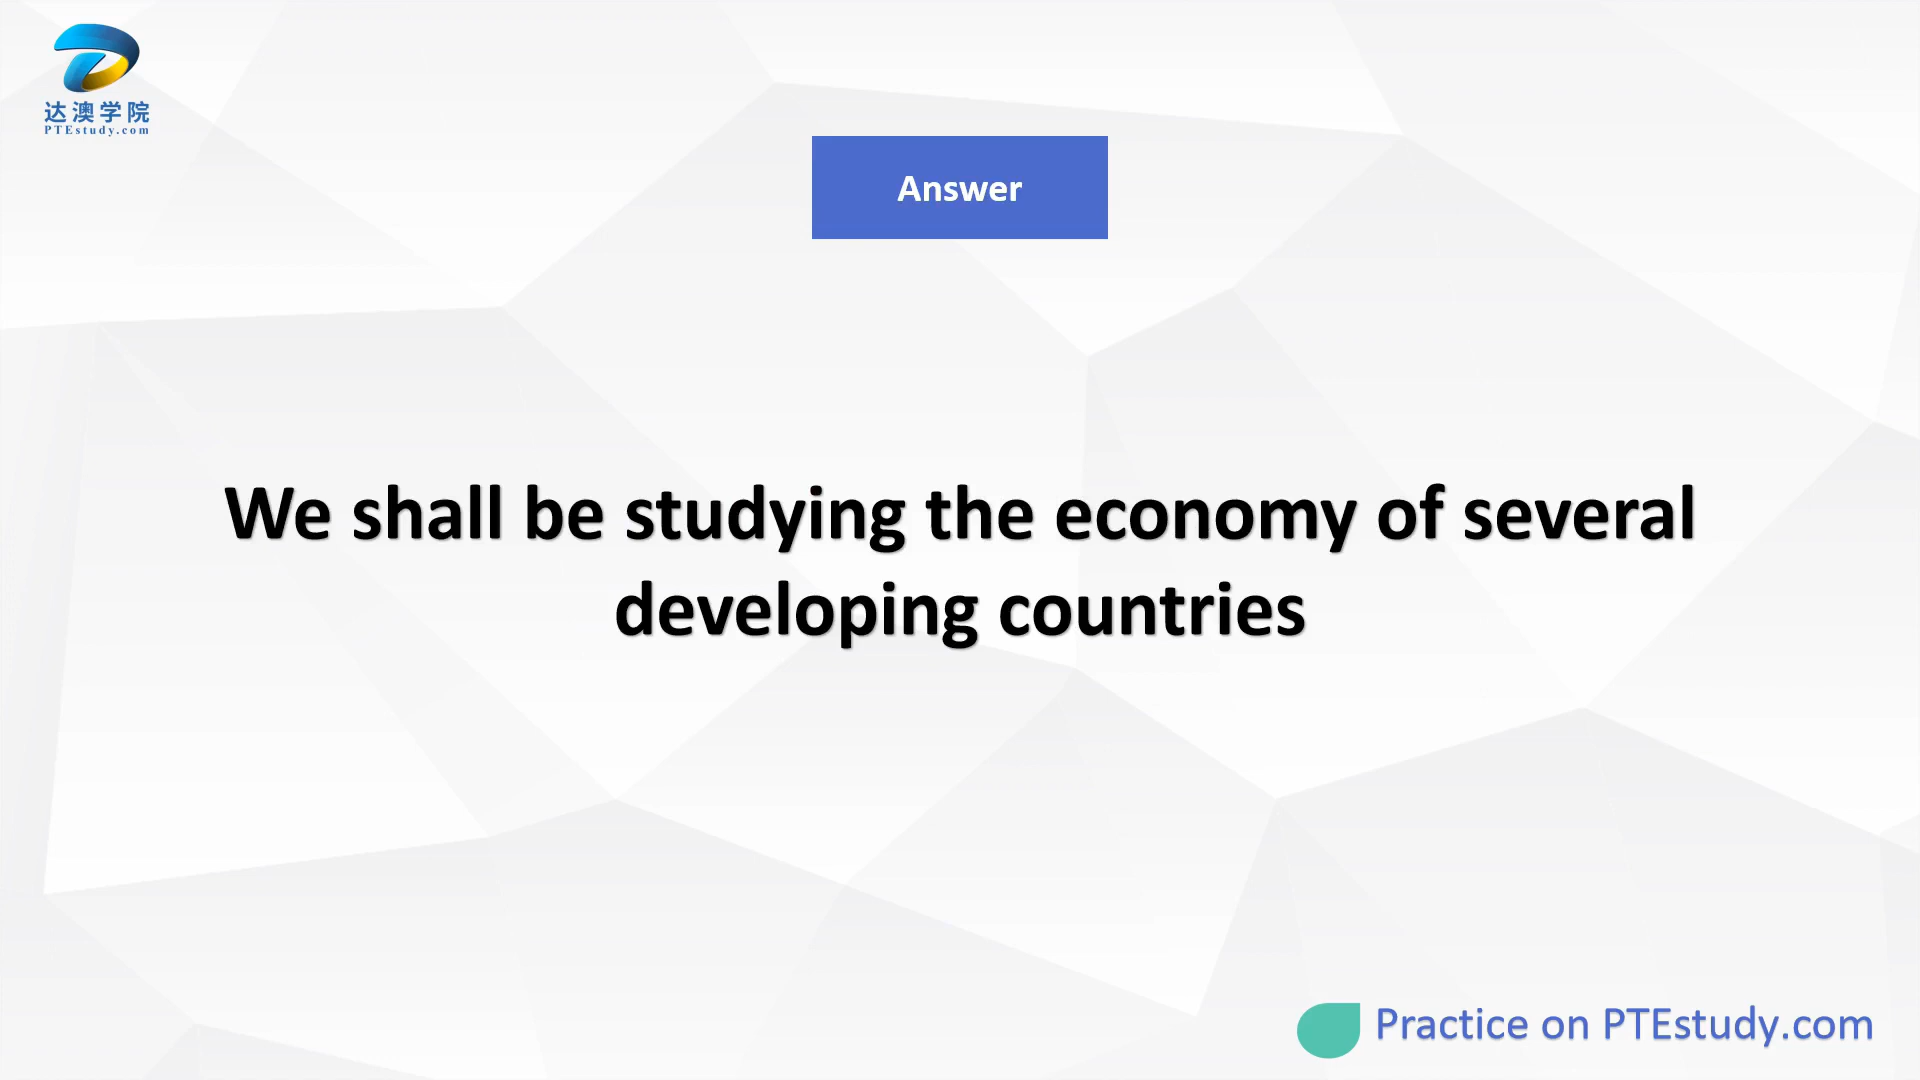 达澳学院
PTEstudy.com
Answer
We shall be studying the economy of several
developing countries
Practice on PTEstudy.com